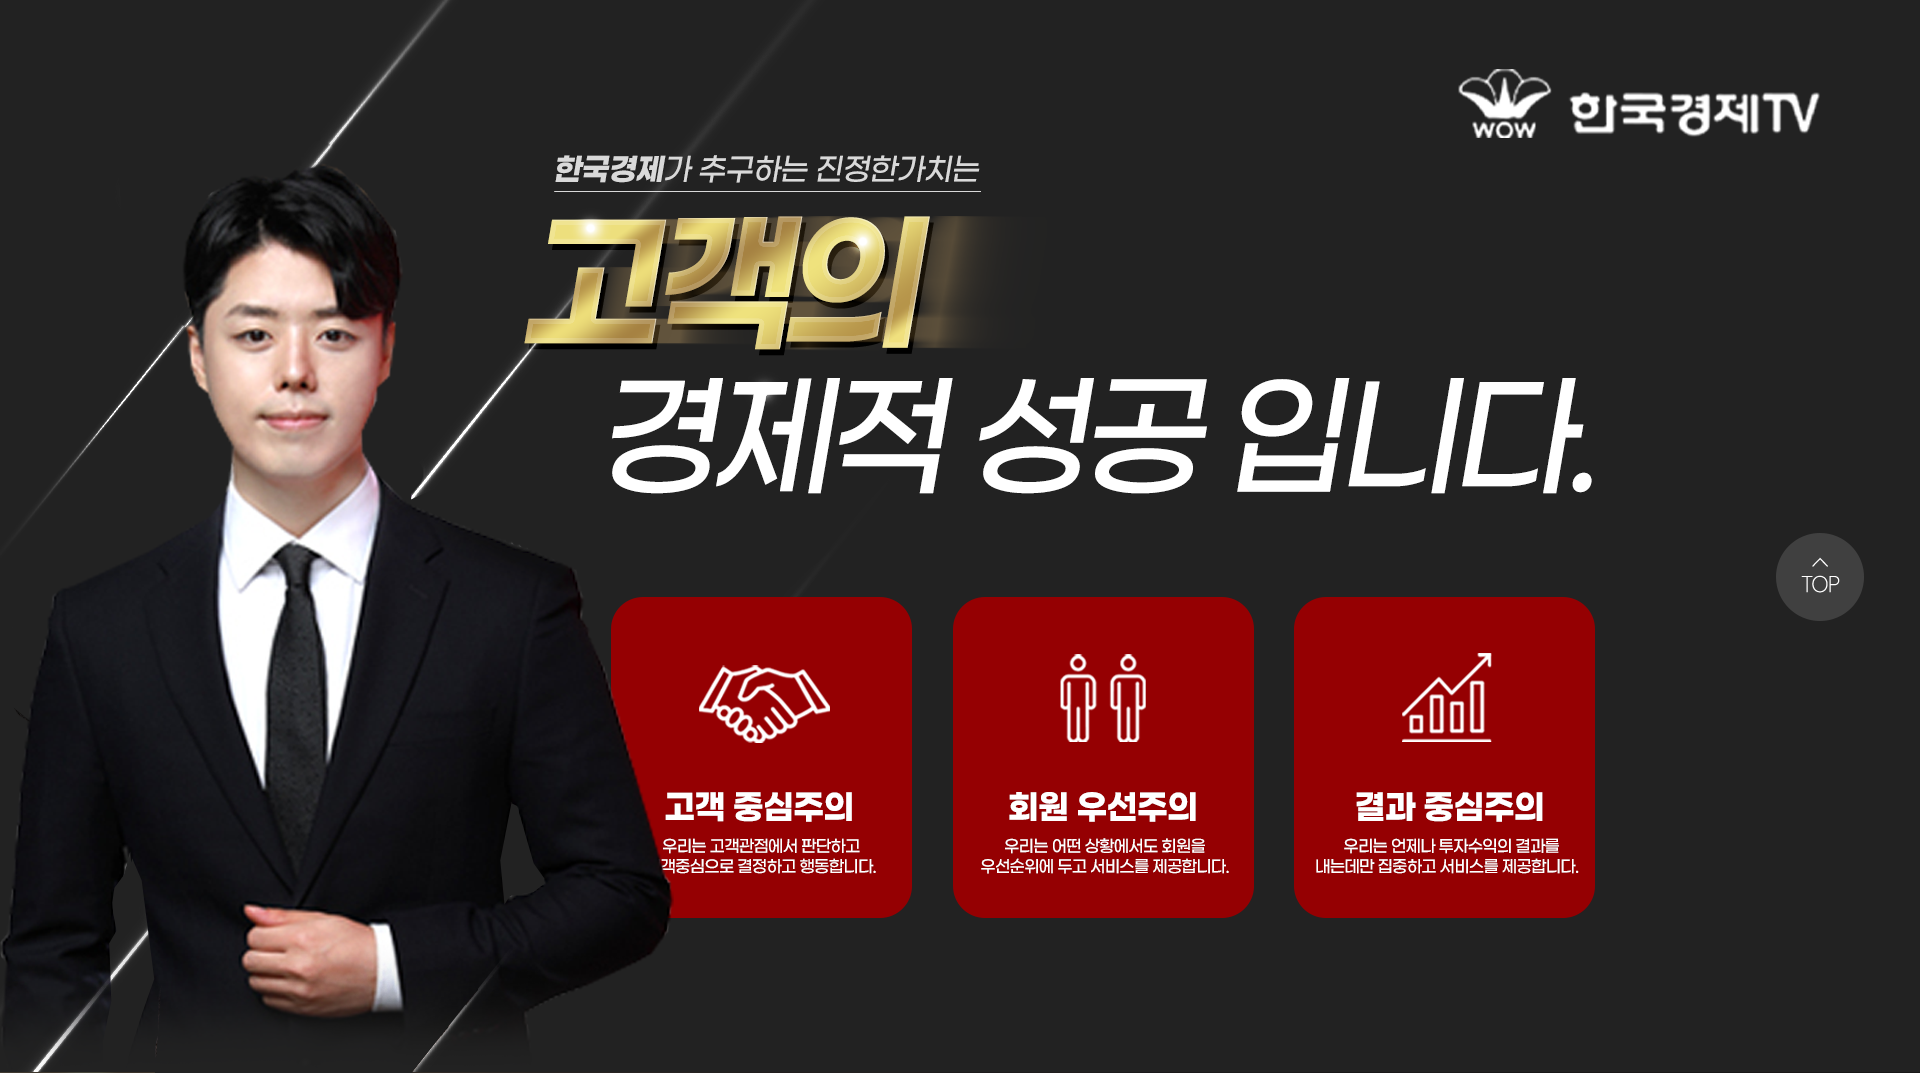 WOW 한국경제TV
한국경제가 추구하는 진정한가치는
고객의
경제적 성공 입니다.
TOP
고객 중심주의
우리는 고객관점에서 판단하고
객중심으로 결정하고 행동합니다.
회원 우선주의
우리는 어떤 상황에서도 회원을
우선순위에 두고 서비스를 제공합니다.
결과 중심주의
우리는 언제나 투자수익의 결과를
내는데만 집중하고 서비스를 제공합니다.